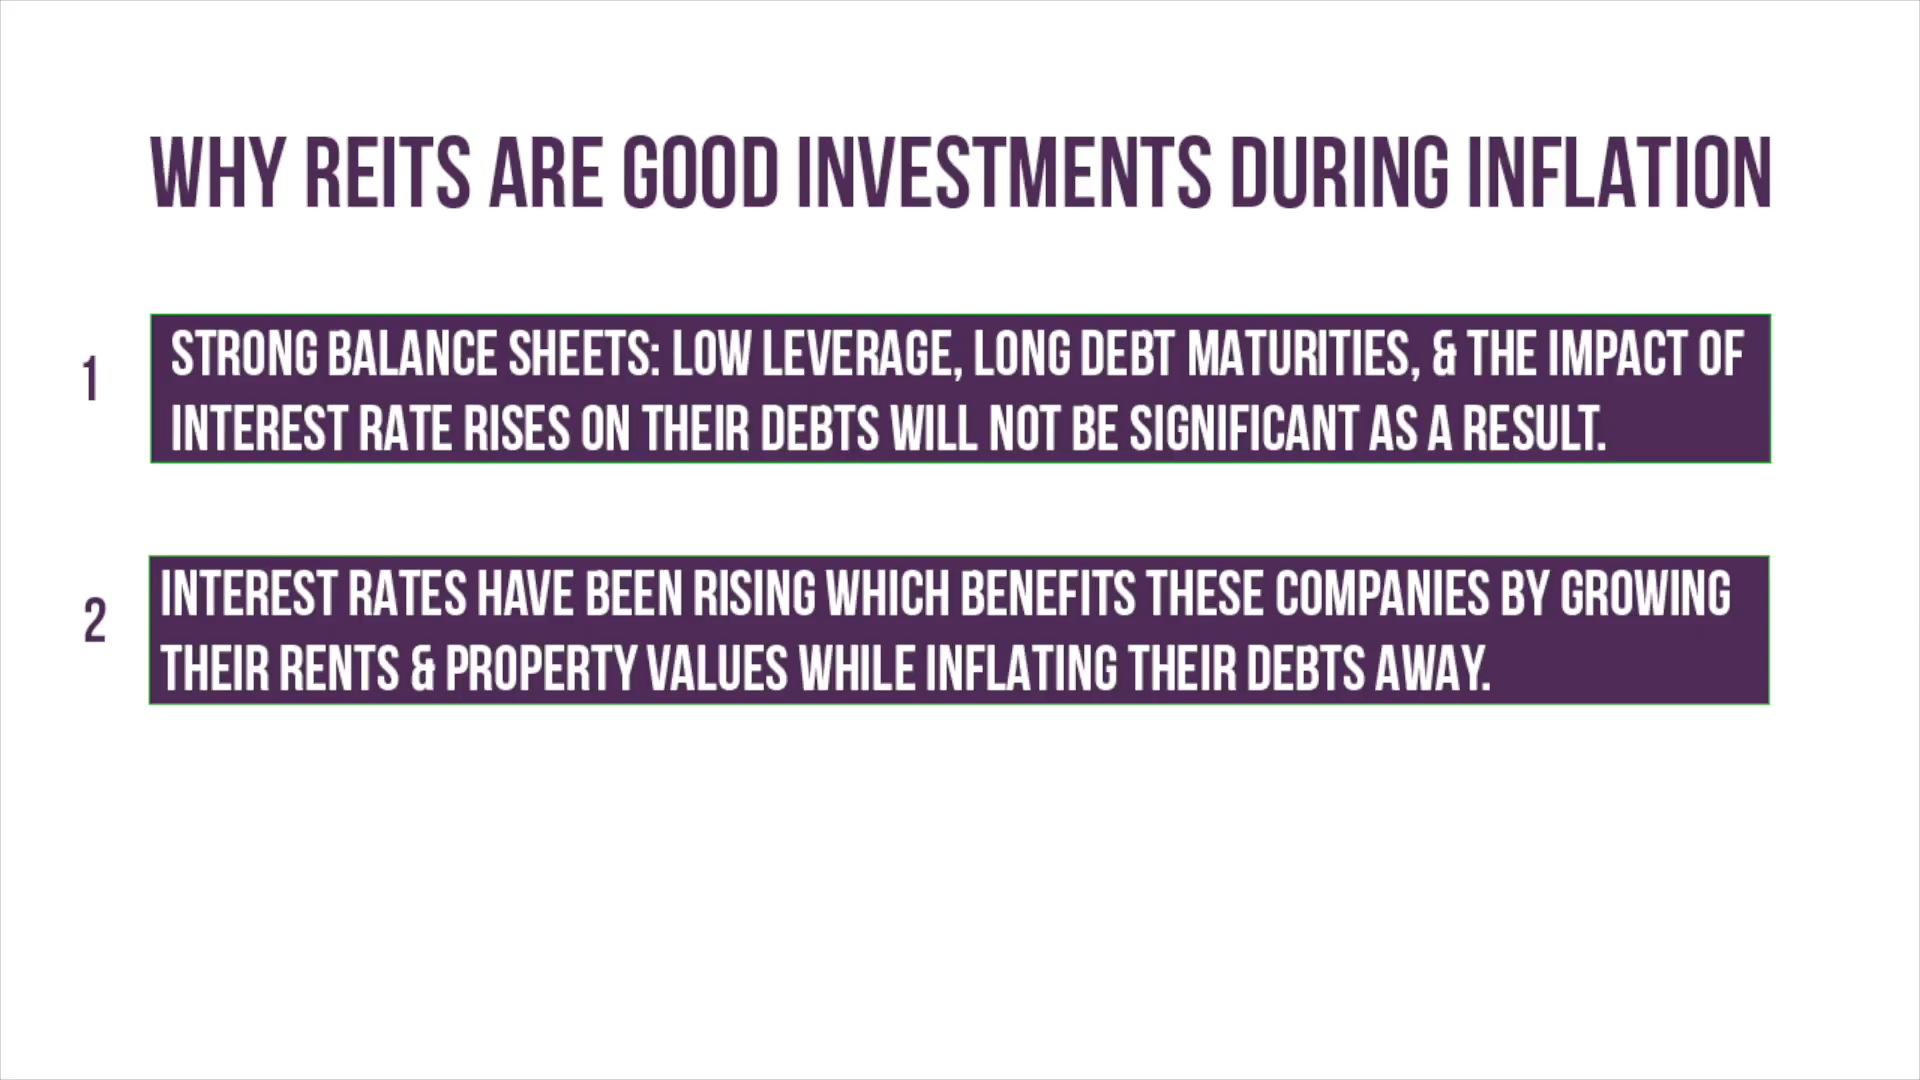 WHY REITS ARE GOOD INVESTMENTS DURING INFLATION
1
STRONG BALANCE SHEETS: LOW LEVERAGE, LONG DEBT MATURITIES, & THE IMPACT OF
INTEREST RATE RISES ON THEIR DEBTS WILL NOT BE SIGNIFICANT AS A RESULT.
2
INTEREST RATES HAVE BEEN RISING WHICH BENEFITS THESE COMPANIES BY GROWING
THEIR RENTS & PROPERTY VALUES WHILE INFLATING THEIR DEBTS AWAY.